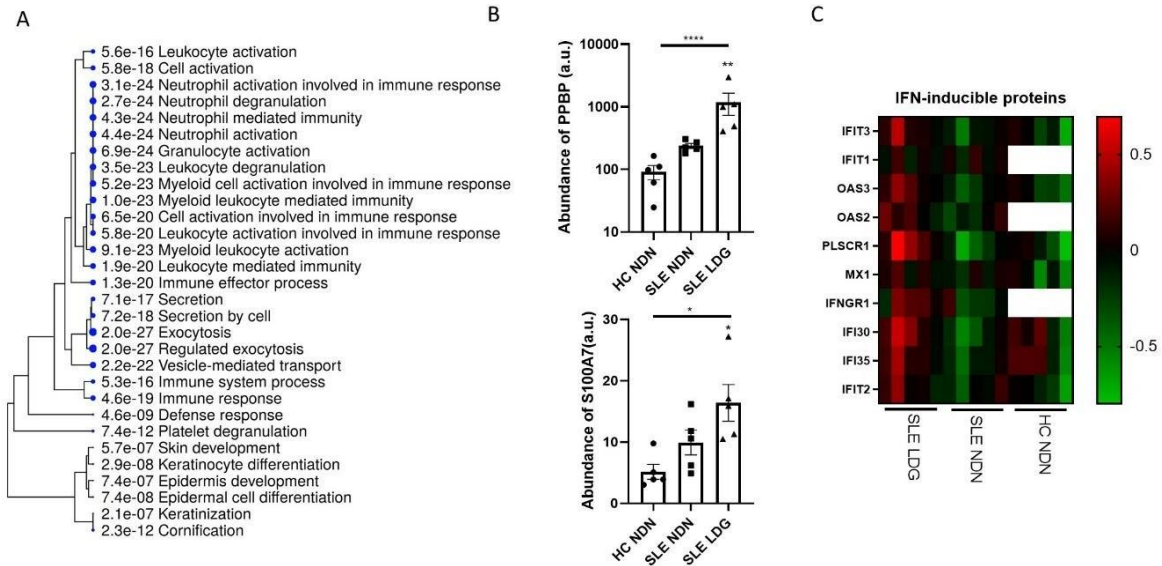 A
5.6e-16 Leukocyte activation
5.8e-18 Cell activation
3.1e-24 Neutrophil activation involved in immune response
2.7e-24 Neutrophil degranulation
4.3e-24 Neutrophil mediated immunity
4.4e-24 Neutrophil activation
6.9e-24 Granulocyte activation
3.5e-23 Leukocyte degranulation
5.2e-23 Myeloid cell activation involved in immune response
1.0e-23 Myeloid leukocyte mediated immunity
6.5e-20 Cell activation involved in immune response
5.8e-20 Leukocyte activation involved in immune response
9.1e-23 Myeloid leukocyte activation
1.9e-20 Leukocyte mediated immunity
1.3e-20 Immune effector process
7.1e-17 Secretion
7.2e-18 Secretion by cell
2.0e-27 Exocytosis
2.0e-27 Regulated exocytosis
2.2e-22 Vesicle-mediated transport
5.3e-16 Immune system process
4.6e-19 Immune response
4.6e-09 Defense response
7.4e-12 Platelet degranulation
5.7e-07 Skin development
2.9e-08 Keratinocyte differentiation
7.4e-07 Epidermis development
7.4e-08 Epidermal cell differentiation
2.1e-07 Keratinization
2.3e-12 Cornification
B
Abundance of PPBP (a.u.)
10000
1000
100
10
****
**
HC NDN
SLE NDN
SLE LDG
Abundance of S100A7(a.u.)
30
20
10
0
*
*
HC NDN
SLE NDN
SLE LDG
C
IFN-inducible proteins
IFIT3
IFIT1
OAS3
OAS2
PLSCR1
MX1
IFNGR1
IFI30
IFI35
IFIT2
SLE LDG
SLE NDN
HC NDN
0.5
0
-0.5